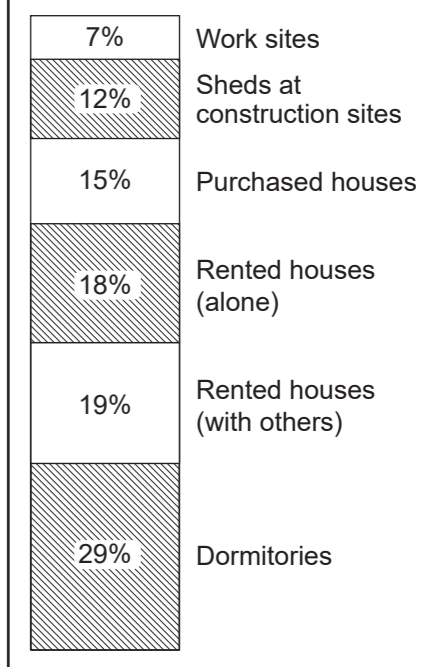 7% Work sites
12% Sheds at
construction sites
15% Purchased houses
18% Rented houses
(alone)
19% Rented houses
(with others)
29% Dormitories